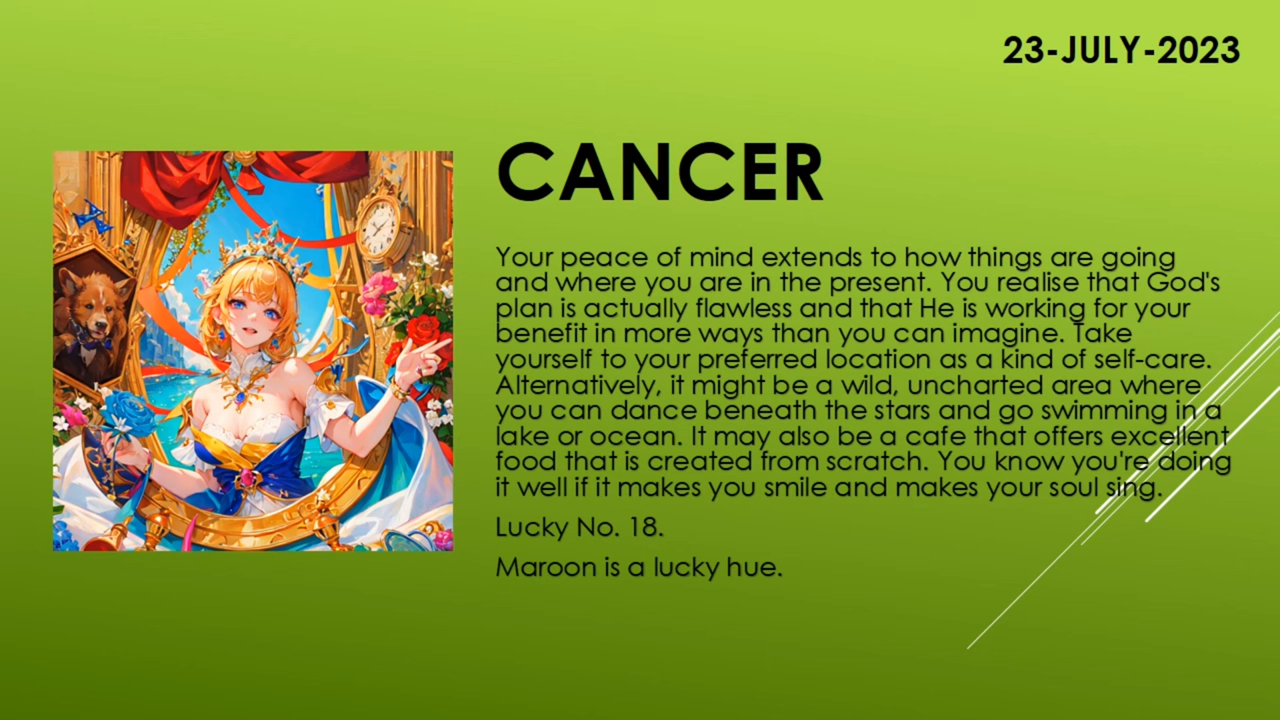 23-JULY-2023
CANCER
Your peace of mind extends to how things are going
and where you are in the present. You realise that God's
plan is actually flawless and that He is working for your
benefit in more ways than you can imagine. Take
yourself to your preferred location as a kind of self-care.
Alternatively, it might be a wild, uncharted area where
you can dance beneath the stars and go swimming in a
lake or ocean. It may also be a cafe that offers excellent
food that is created from scratch. You know you're doing
it well if it makes you smile and makes your soul sing.
Lucky No. 18.
Maroon is a lucky hue.